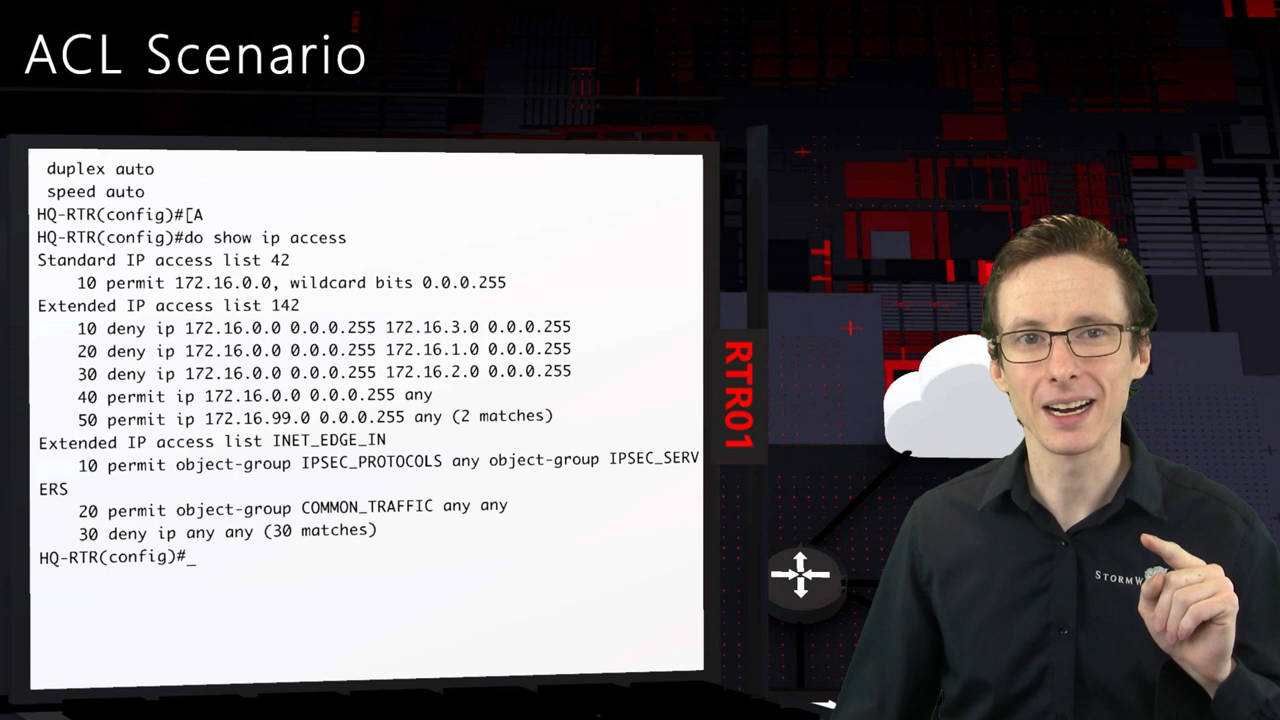 ACL Scenario
duplex auto
speed auto
HQ-RTR(config)#[A
HQ-RTR(config)#do show ip access
Standard IP access list 42
10 permit 172.16.0.0, wildcard bits 0.0.0.255
Extended IP access list 142
10 deny ip 172.16.0.0 0.0.0.255 172.16.3.0 0.0.0.255
20 deny ip 172.16.0.0 0.0.0.255 172.16.1.0 0.0.0.255
30 deny ip 172.16.0.0 0.0.0.255 172.16.2.0 0.0.0.255
40 permit ip 172.16.0.0 0.0.0.255 any
50 permit ip 172.16.99.0 0.0.0.255 any (2 matches)
Extended IP access list INET_EDGE_IN
10 permit object-group IPSEC_PROTOCOLS any object-group IPSEC_SERV
ERS
20 permit object-group COMMON_TRAFFIC any any
30 deny ip any any (30 matches)
HQ-RTR(config)#_
RTR01